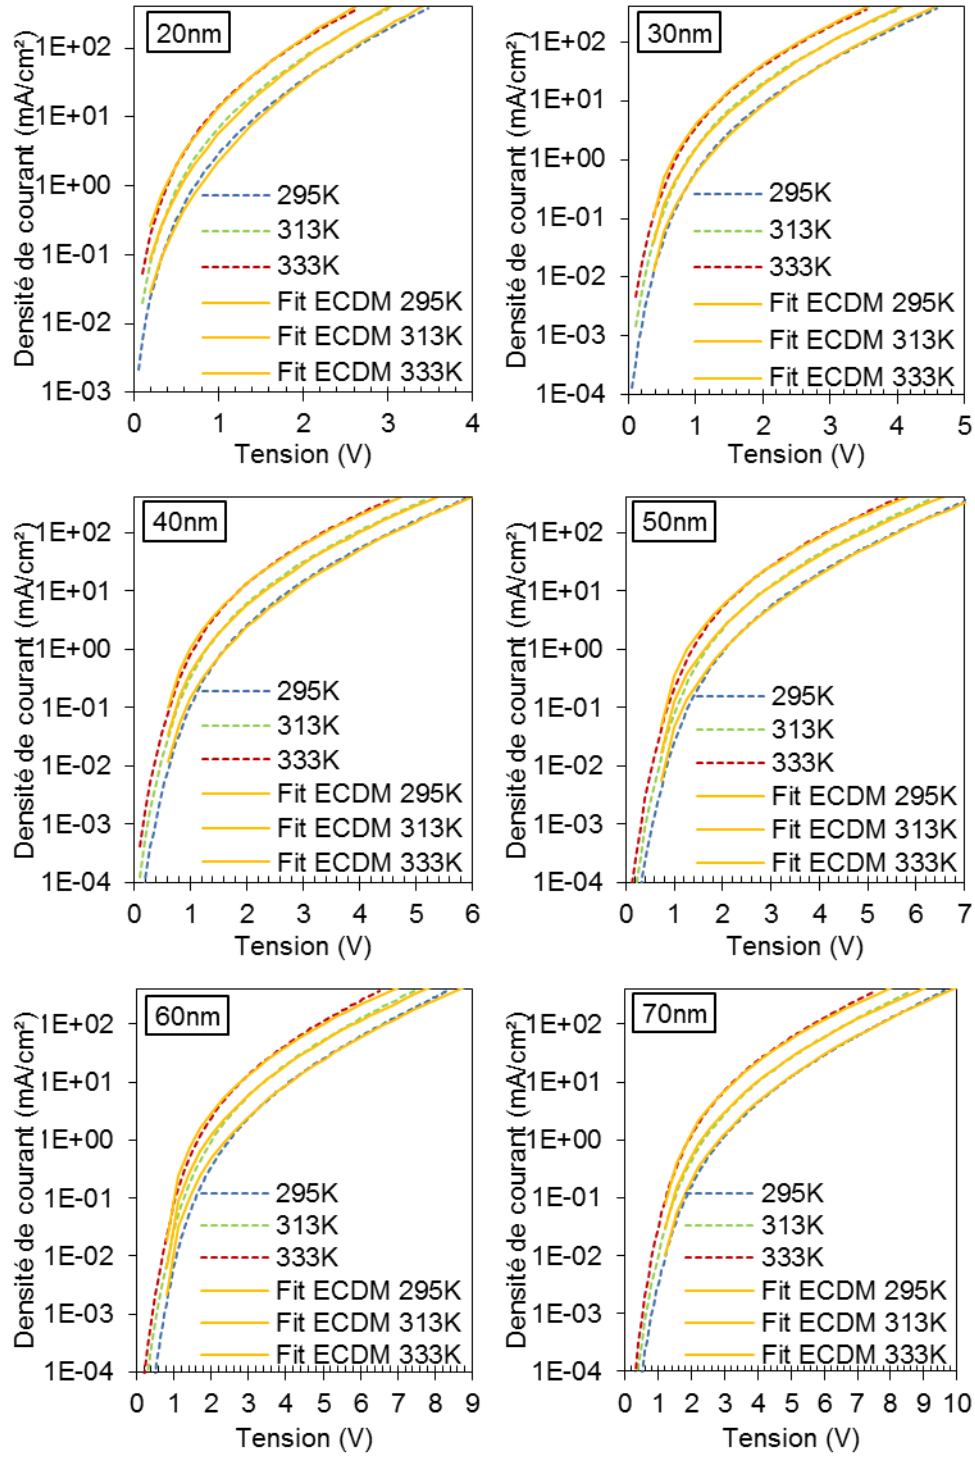 20nm
Densité de courant (mA/cm²)
1E+02
1E+01
1E+00
1E-01
1E-02
1E-03
295K
313K
333K
Fit ECDM 295K
Fit ECDM 313K
Fit ECDM 333K
0 1 2 3 4
Tension (V)
30nm
Densité de courant (mA/cm²)
1E+02
1E+01
1E+00
1E-01
1E-02
1E-03
1E-04
295K
313K
333K
Fit ECDM 295K
Fit ECDM 313K
Fit ECDM 333K
0 1 2 3 4 5
Tension (V)
40nm
Densité de courant (mA/cm²)
1E+02
1E+01
1E+00
1E-01
1E-02
1E-03
1E-04
295K
313K
333K
Fit ECDM 295K
Fit ECDM 313K
Fit ECDM 333K
0 1 2 3 4 5 6
Tension (V)
50nm
Densité de courant (mA/cm²)
1E+02
1E+01
1E+00
1E-01
1E-02
1E-03
1E-04
295K
313K
333K
Fit ECDM 295K
Fit ECDM 313K
Fit ECDM 333K
0 1 2 3 4 5 6 7
Tension (V)
60nm
Densité de courant (mA/cm²)
1E+02
1E+01
1E+00
1E-01
1E-02
1E-03
1E-04
295K
313K
333K
Fit ECDM 295K
Fit ECDM 313K
Fit ECDM 333K
0 1 2 3 4 5 6 7 8 9
Tension (V)
70nm
Densité de courant (mA/cm²)
1E+02
1E+01
1E+00
1E-01
1E-02
1E-03
1E-04
295K
313K
333K
Fit ECDM 295K
Fit ECDM 313K
Fit ECDM 333K
0 1 2 3 4 5 6 7 8 9 10
Tension (V)